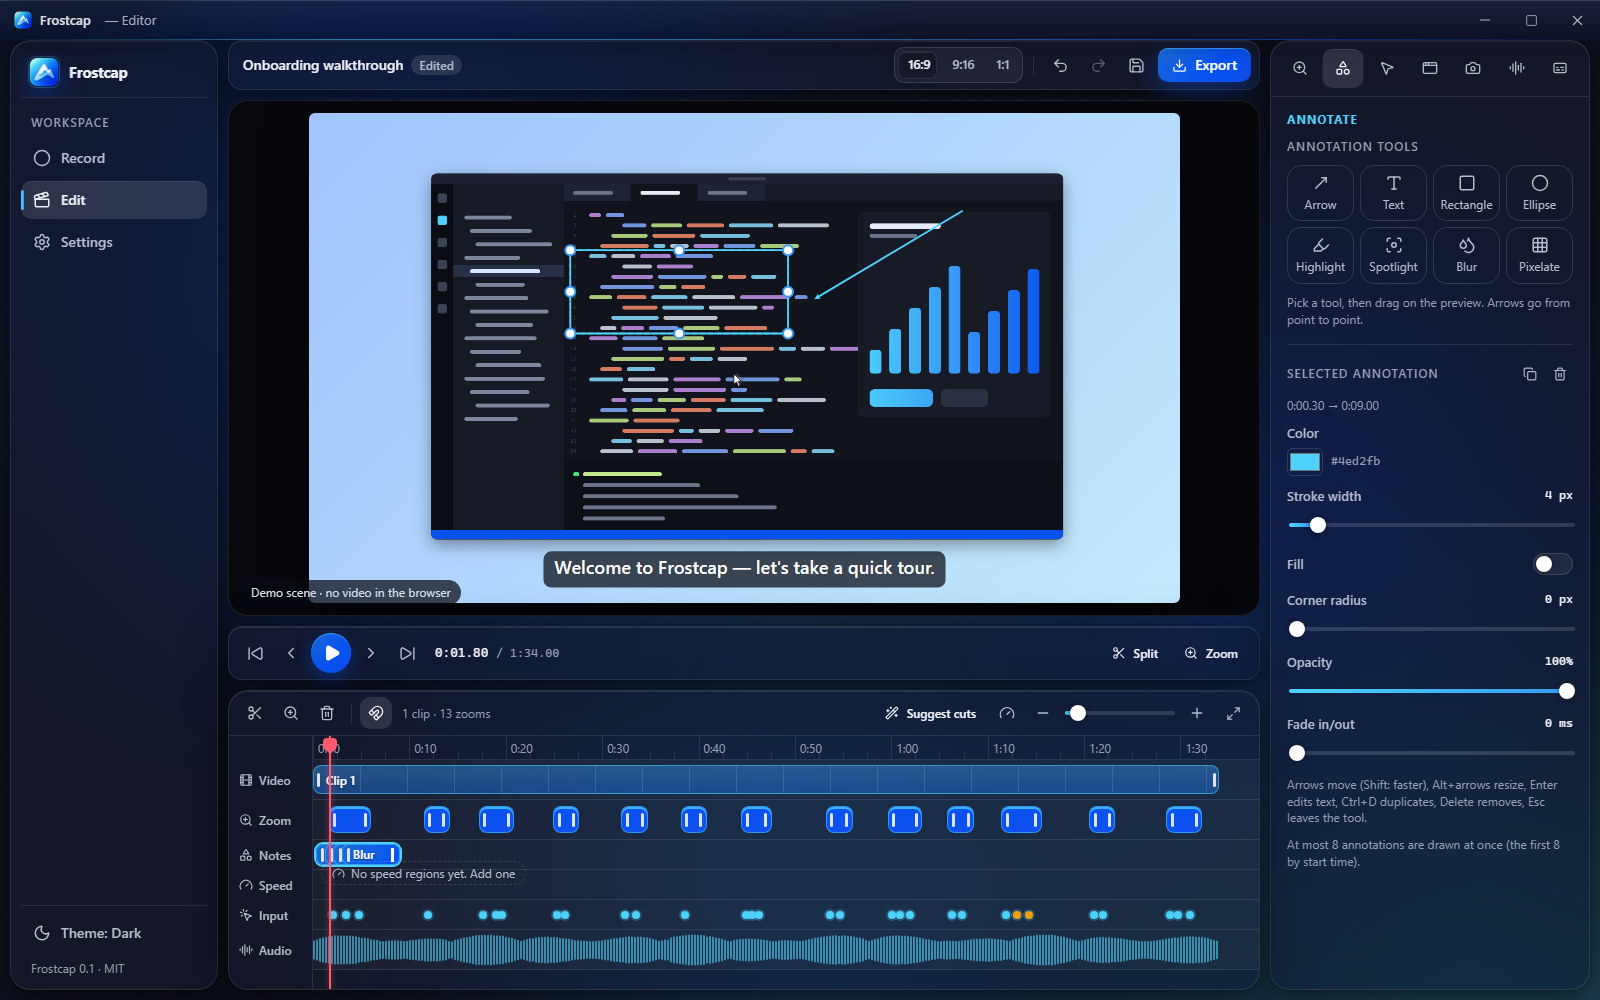 Frostcap — Editor
Frostcap
WORKSPACE
Record
Edit
Settings
Theme: Dark
Frostcap 0.1 · MIT
Onboarding walkthrough Edited
16:9 9:16 1:1
Export
Welcome to Frostcap — let's take a quick tour.
Demo scene · no video in the browser
0:01.80 / 1:34.00
Split Zoom
1 clip · 13 zooms
Suggest cuts
0:10 0:20 0:30 0:40 0:50 1:00 1:10 1:20 1:30
Video Clip 1
Zoom
Notes Blur
No speed regions yet. Add one
Speed
Input
Audio
ANNOTATE
ANNOTATION TOOLS
Arrow Text Rectangle Ellipse
Highlight Spotlight Blur Pixelate
Pick a tool, then drag on the preview. Arrows go from
point to point.
SELECTED ANNOTATION
0:00.30 → 0:09.00
Color
#4ed2fb
Stroke width 4 px
Fill
Corner radius 0 px
Opacity 100%
Fade in/out 0 ms
Arrows move (Shift: faster), Alt+arrows resize, Enter
edits text, Ctrl+D duplicates, Delete removes, Esc
leaves the tool.
At most 8 annotations are drawn at once (the first 8
by start time).